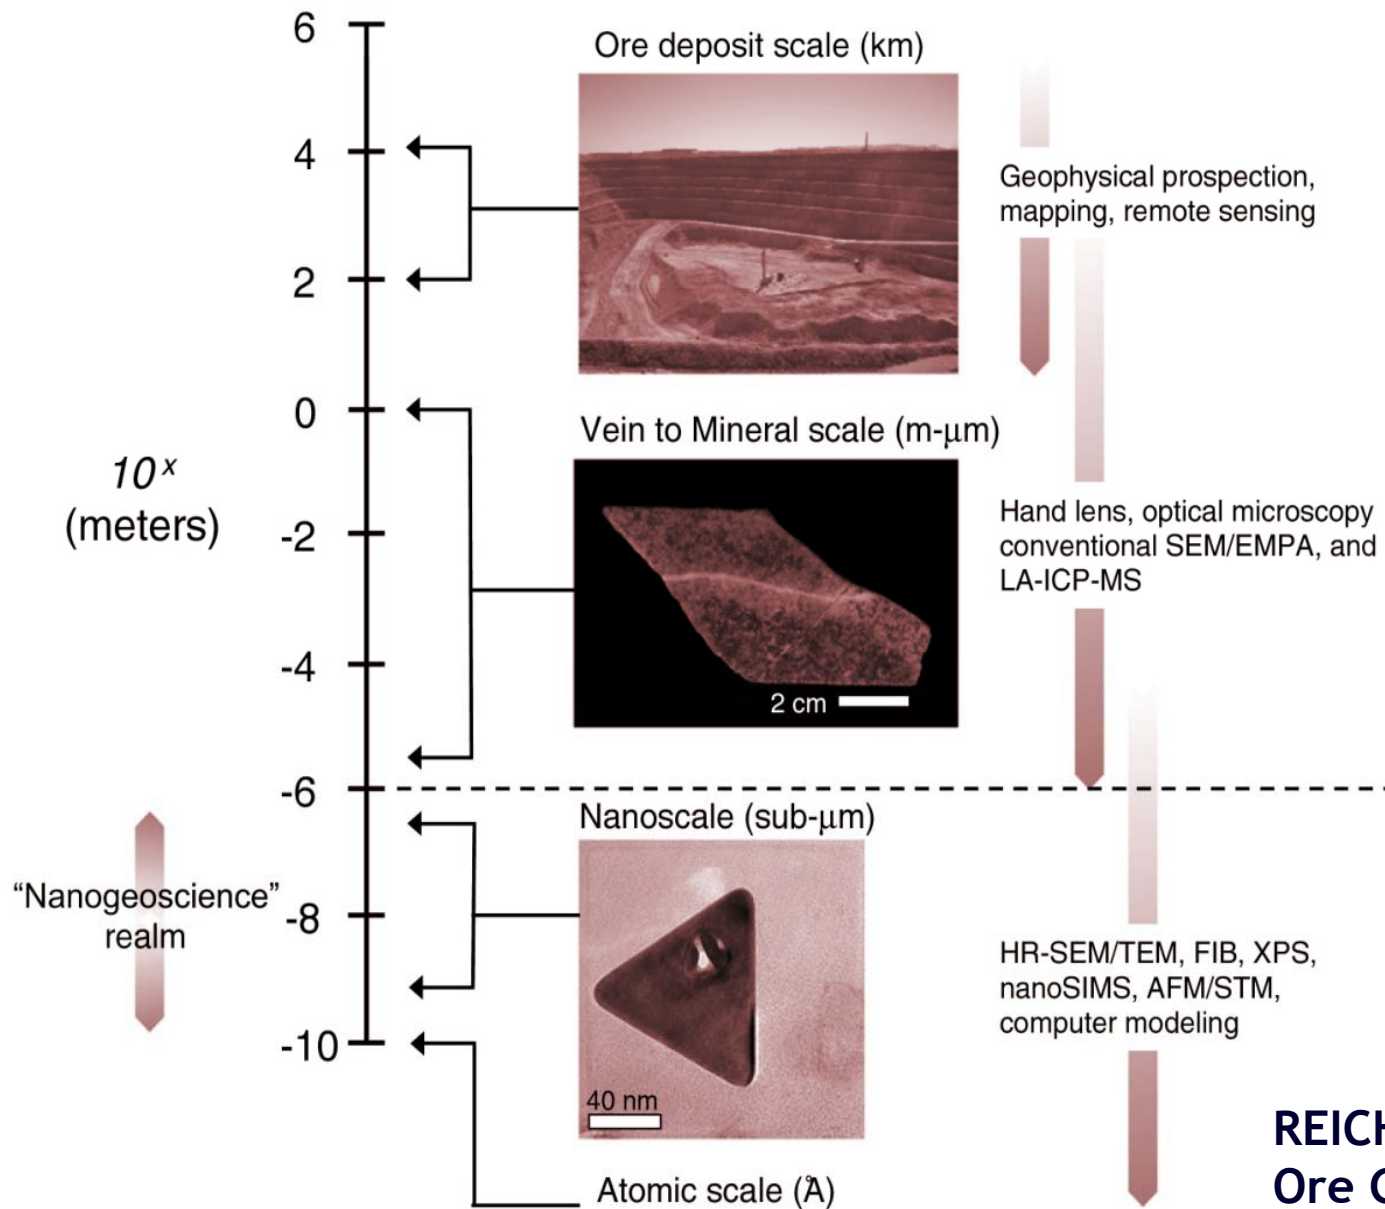 6
Ore deposit scale (km)
4
Geophysical prospection,
mapping, remote sensing
2
0
Vein to Mineral scale (m-μm)
10ˣ
(meters)
Hand lens, optical microscopy
conventional SEM/EMPA, and
LA-ICP-MS
-2
-4
2 cm
-6
Nanoscale (sub-μm)
“Nanogeoscience”
realm
-8
HR-SEM/TEM, FIB, XPS,
nanoSIMS, AFM/STM,
computer modeling
-10
40 nm
Atomic scale (Å)
REICH
Ore